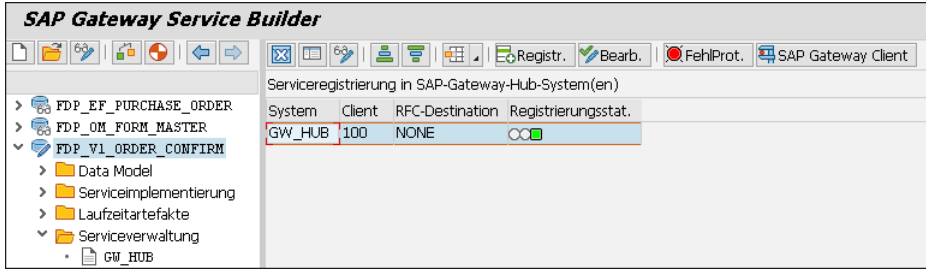 SAP Gateway Service Builder
Registr. Bearb. FehlProt. SAP Gateway Client
Serviceregistrierung in SAP-Gateway-Hub-System(en)
System Client RFC-Destination Registrierungsstat.
GW_HUB 100 NONE
FDP_EF_PURCHASE_ORDER
FDP_OM_FORM_MASTER
FDP_V1_ORDER_CONFIRM
Data Model
Serviceimplementierung
Laufzeitartefakte
Serviceverwaltung
GW_HUB